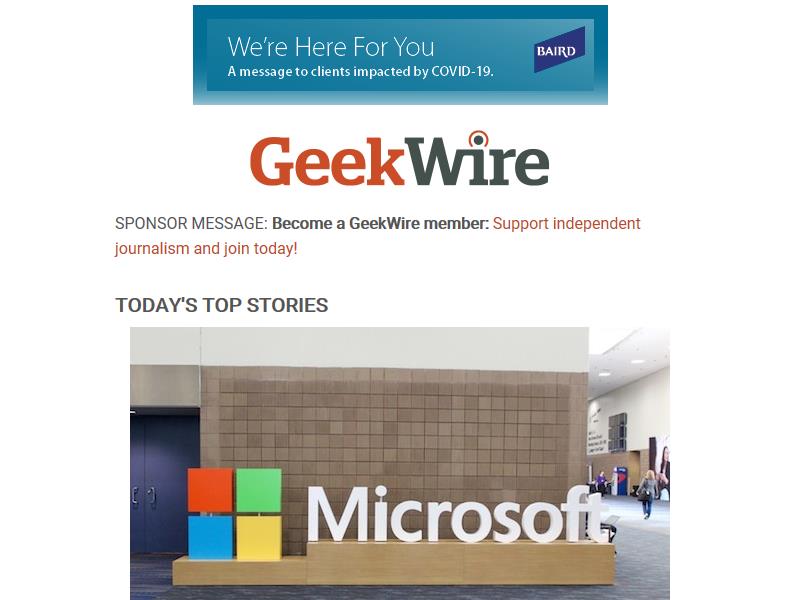 We're Here For You
A message to clients impacted by COVID-19.
BAIRD
GeekWire
SPONSOR MESSAGE: Become a GeekWire member: Support independent
journalism and join today!
TODAY'S TOP STORIES
Microsoft